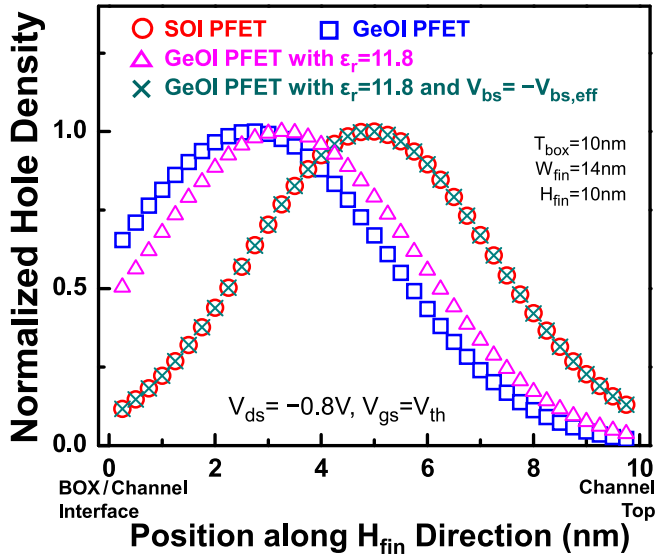 SOI PFET GeOI PFET
GeOI PFET with εr=11.8
GeOI PFET with εr=11.8 and Vbs= −Vbs,eff
Normalized Hole Density
1.0
0.5
0.0
Tbox=10nm
Wfin=14nm
Hfin=10nm
Vds= −0.8V, Vgs=Vth
0 2 4 6 8 10
BOX/Channel
Interface
Channel
Top
Position along Hfin Direction (nm)